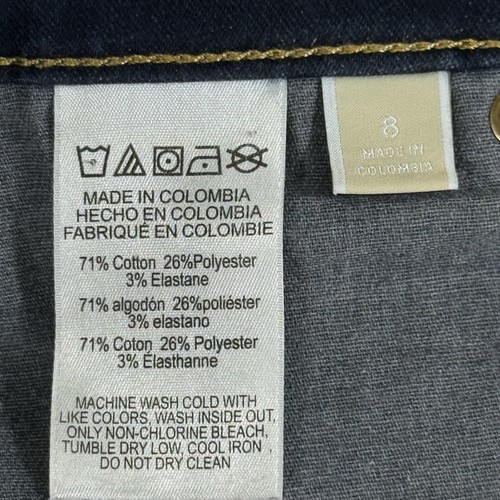 MADE IN COLOMBIA
HECHO EN COLOMBIA
FABRIQUÉ EN COLOMBIE
71% Cotton 26%Polyester
3% Elastane
71% algodón 26%poliéster
3% elastano
71% Coton 26% Polyester
3% Élasthanne
MACHINE WASH COLD WITH
LIKE COLORS, WASH INSIDE OUT,
ONLY NON-CHLORINE BLEACH,
TUMBLE DRY LOW, COOL IRON ,
DO NOT DRY CLEAN
8
MADE IN
COLOMBIA